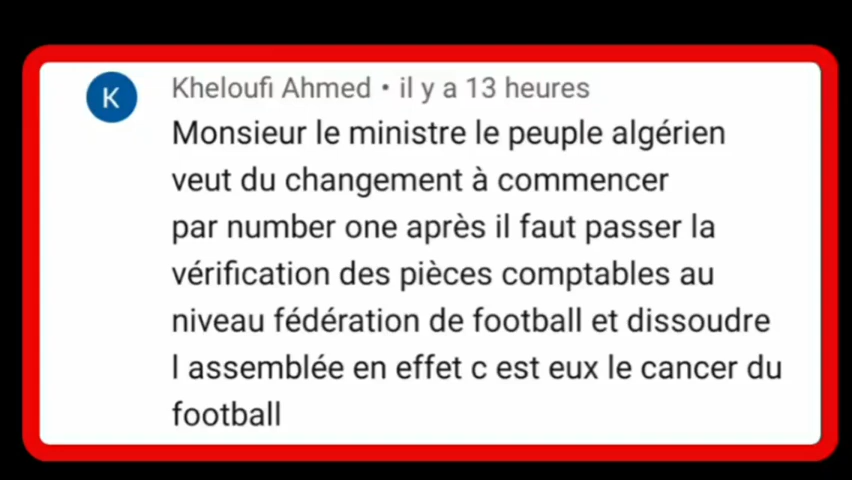 K
Kheloufi Ahmed • il y a 13 heures
Monsieur le ministre le peuple algérien
veut du changement à commencer
par number one après il faut passer la
vérification des pièces comptables au
niveau fédération de football et dissoudre
l assemblée en effet c est eux le cancer du
football